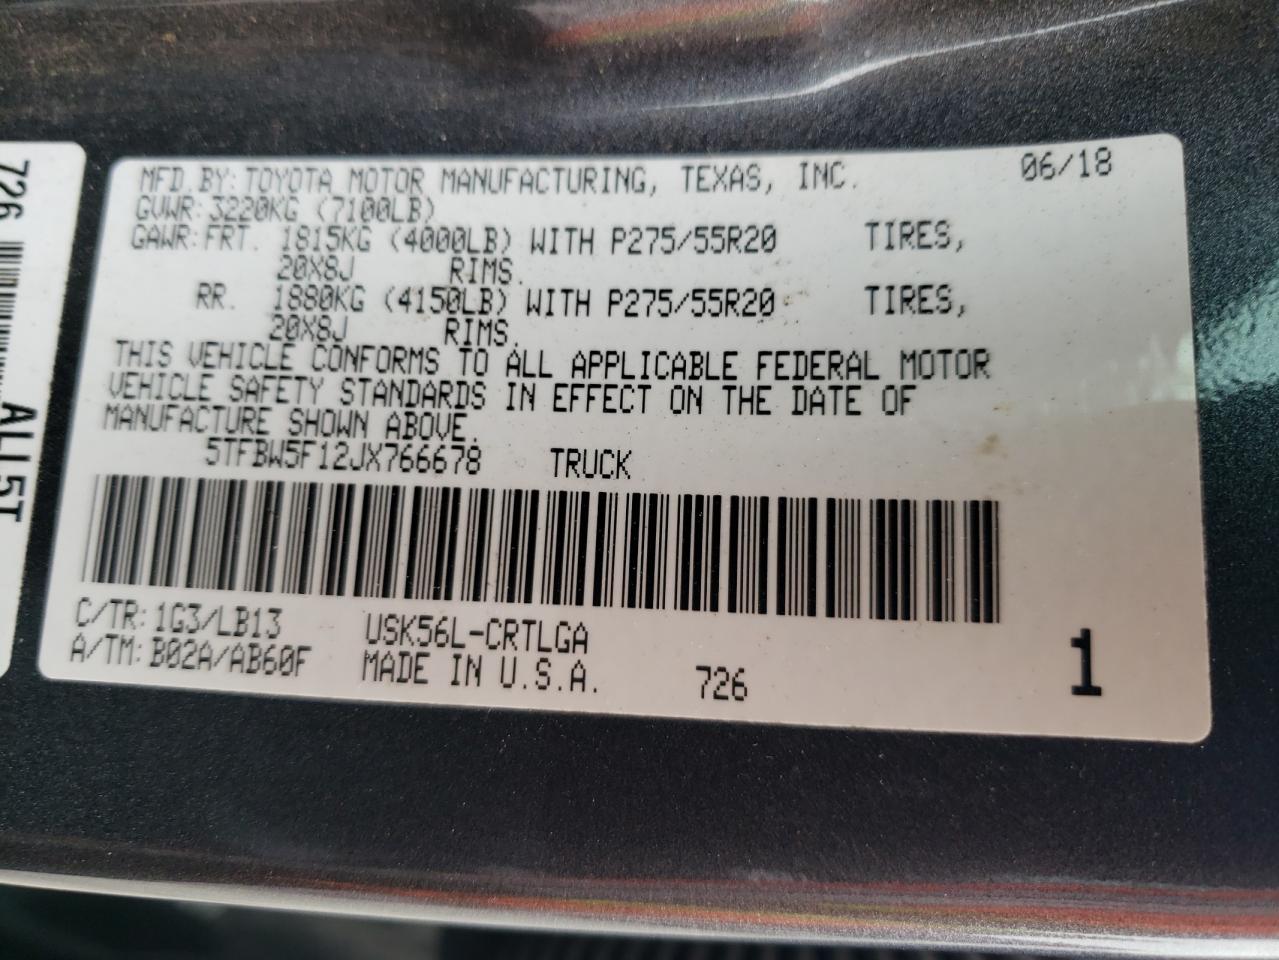 MFD.BY: TOYOTA MOTOR MANUFACTURING, TEXAS, INC. 06/18
GVWR: 3220KG (7100LB)
GAWR: FRT. 1815KG (4000LB) WITH P275/55R20 TIRES,
20X8J RIMS.
RR. 1880KG (4150LB) WITH P275/55R20 TIRES,
20X8J RIMS.
THIS VEHICLE CONFORMS TO ALL APPLICABLE FEDERAL MOTOR
VEHICLE SAFETY STANDARDS IN EFFECT ON THE DATE OF
MANUFACTURE SHOWN ABOVE.
5TFBW5F12JX766678 TRUCK
C/TR: 1G3/LB13 USK56L-CRTLGA
A/TM: B02A/AB60F MADE IN U.S.A. 726 1
726